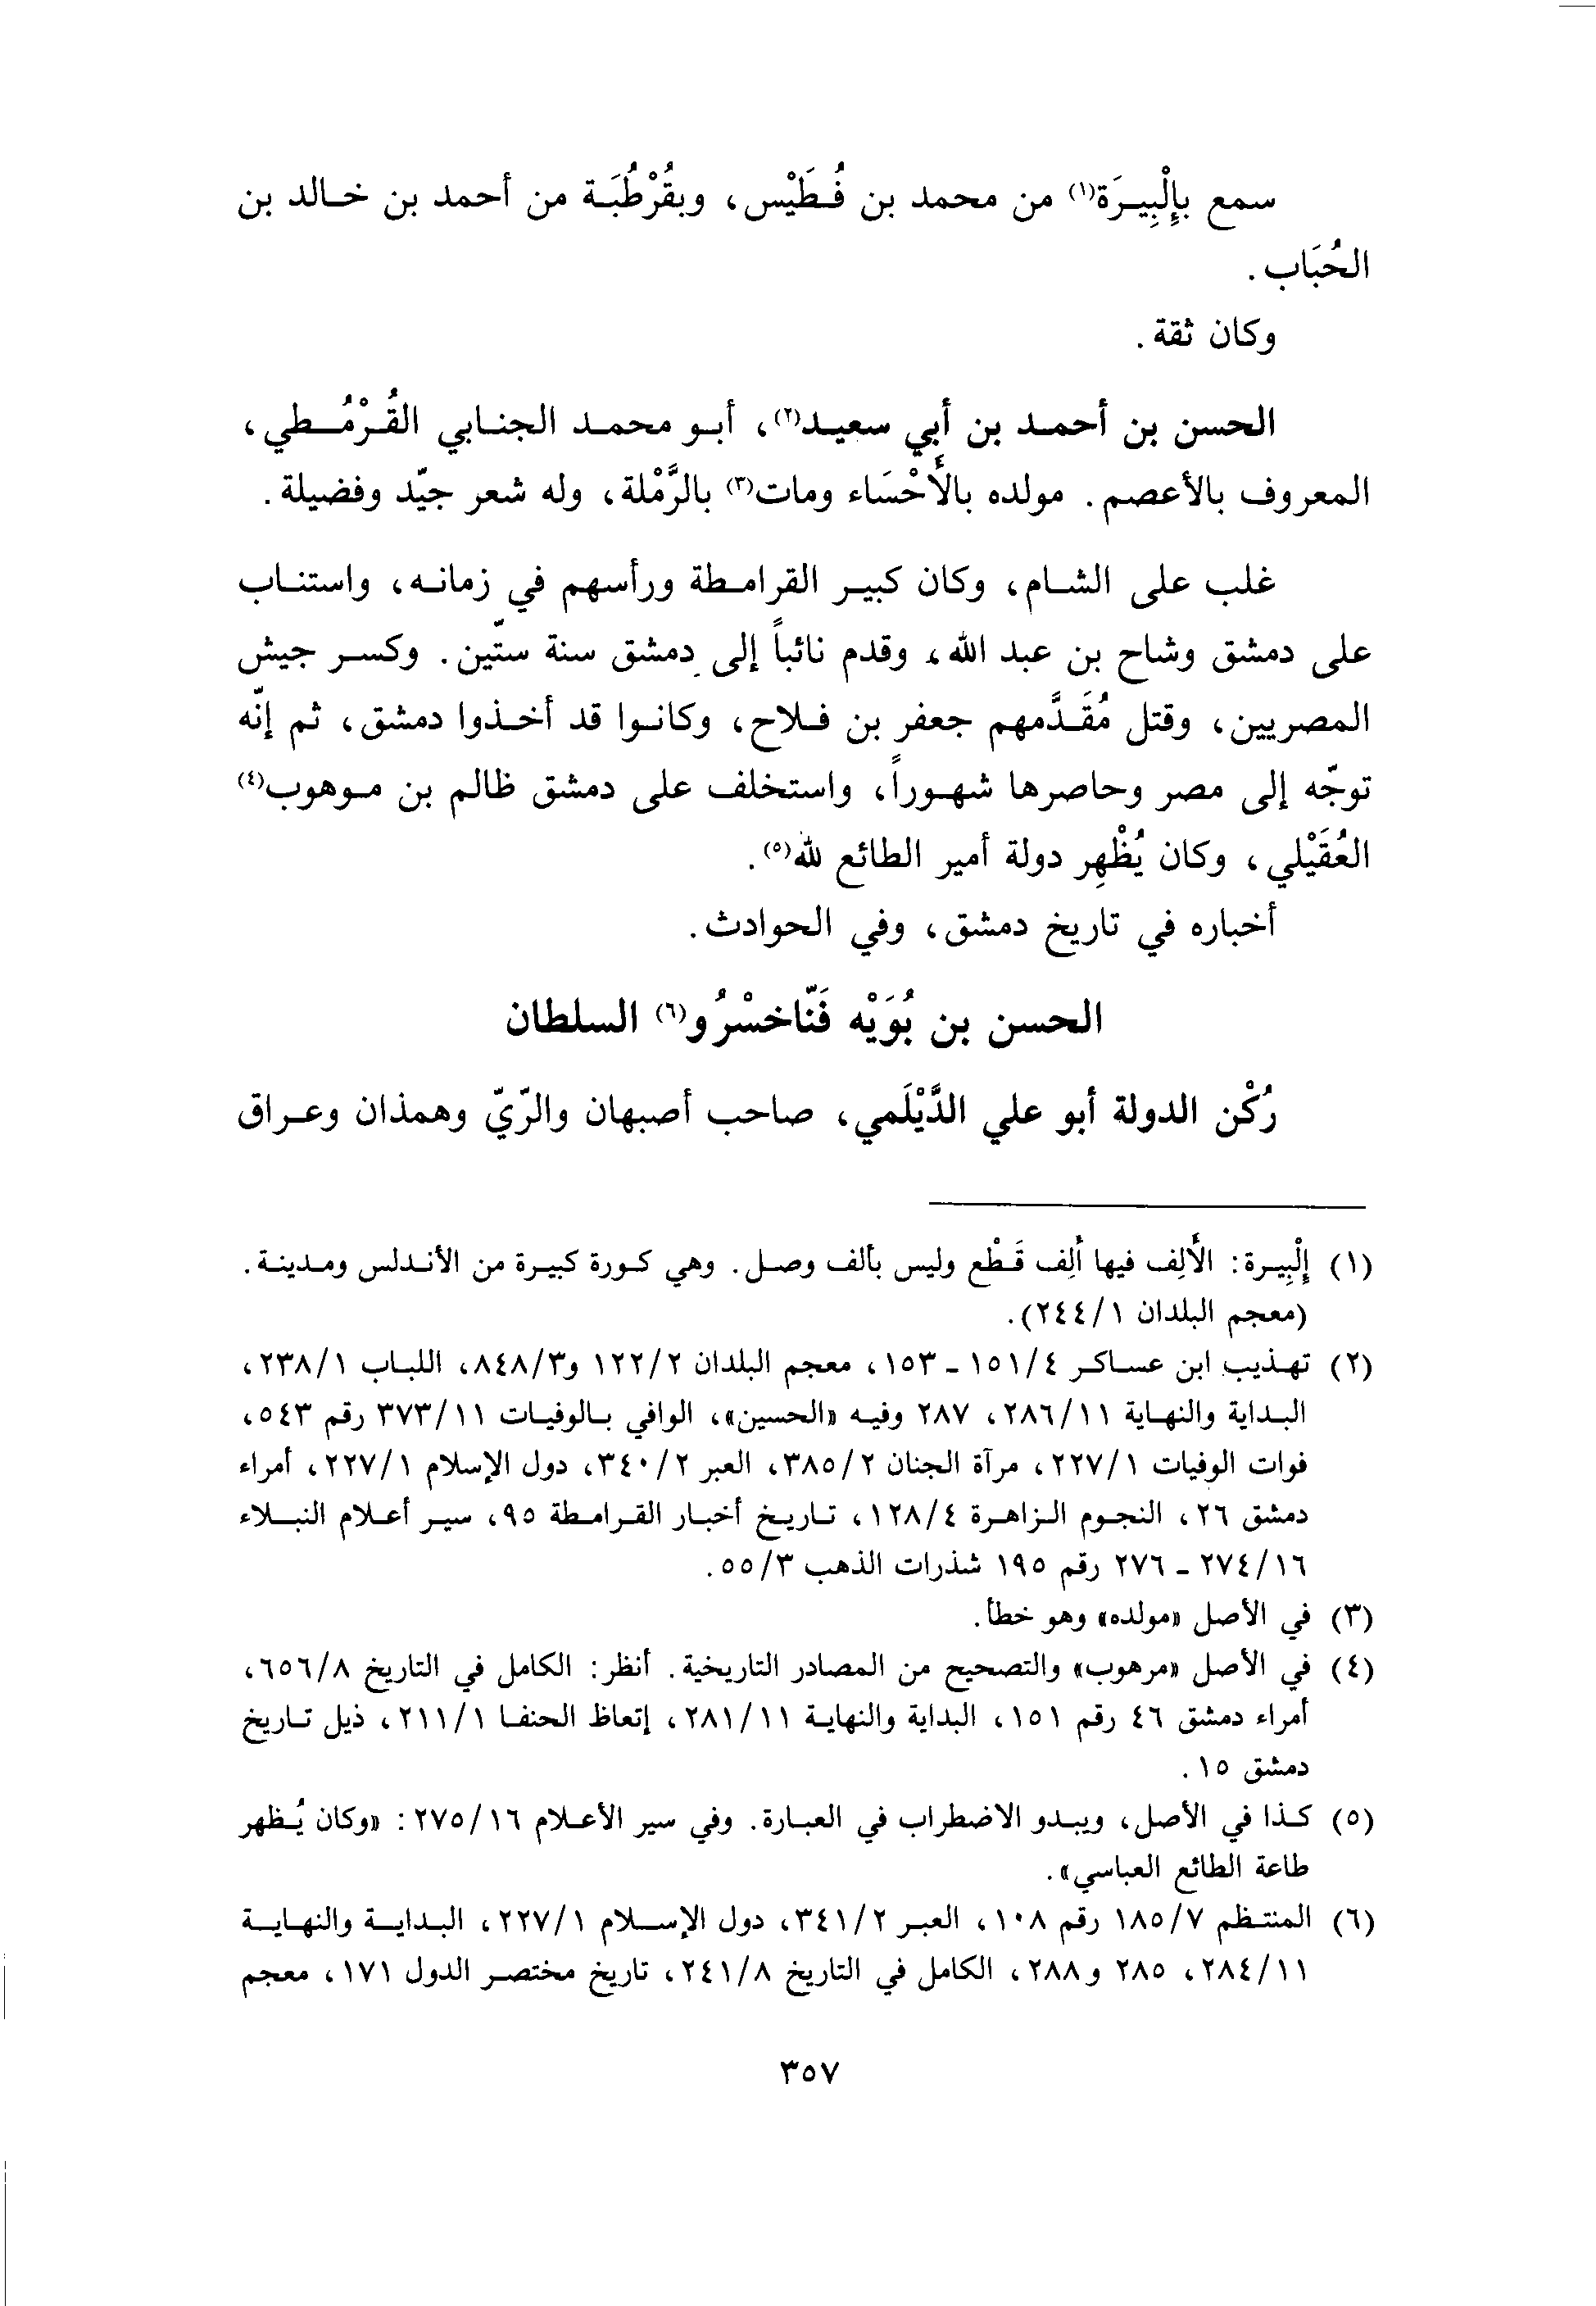 سمع بإِلْبِيرَة(١) من محمد بن فُطَيْس، وبقُرْطُبَة من أحمد بن خالد بن
الحُبَاب.
وكان ثقة.
الحسن بن أحمد بن أبي سعيد(٢)، أبو محمد الجنابي القُرْمُطي،
المعروف بالأعصم. مولده بالأَحْسَاء ومات(٣) بالرَّمْلة، وله شعر جيّد وفضيلة.
غلب على الشام، وكان كبير القرامطة ورأسهم في زمانه، واستناب
على دمشق وشاح بن عبد الله، وقدم نائباً إلى دمشق سنة ستّين. وكسر جيش
المصريين، وقتل مُقَدَّمهم جعفر بن فلاح، وكانوا قد أخذوا دمشق، ثم إنّه
توجّه إلى مصر وحاصرها شهوراً، واستخلف على دمشق ظالم بن موهوب(٤)
العُقَيْلي، وكان يُظْهِر دولة أمير الطائع لله(٥).
أخباره في تاريخ دمشق، وفي الحوادث.
الحسن بن بُوَيْه فَنّاخسْرُو(٦) السلطان
رُكْن الدولة أبو علي الدَّيْلَمي، صاحب أصبهان والرّيّ وهمذان وعراق
(١) إِلْبِيرة: الأَلِف فيها أَلِف قَطْع وليس بألف وصل. وهي كورة كبيرة من الأندلس ومدينة.
(معجم البلدان ١/٢٤٤).
(٢) تهذيب ابن عساكر ٤/١٥١ - ١٥٣، معجم البلدان ٢/١٢٢ و٣/٨٤٨، اللباب ١/٢٣٨،
البداية والنهاية ١١/٢٨٦، ٢٨٧ وفيه «الحسين»، الوافي بالوفيات ١١/٣٧٣ رقم ٥٤٣،
فوات الوفيات ١/٢٢٧، مرآة الجنان ٢/٣٨٥، العبر ٢/٣٤٠، دول الإسلام ١/٢٢٧، أمراء
دمشق ٢٦، النجوم الزاهرة ٤/١٢٨، تاريخ أخبار القرامطة ٩٥، سير أعلام النبلاء
١٦/٢٧٤ - ٢٧٦ رقم ١٩٥ شذرات الذهب ٣/٥٥.
(٣) في الأصل «مولده» وهو خطأ.
(٤) في الأصل «مرهوب» والتصحيح من المصادر التاريخية. أنظر: الكامل في التاريخ ٨/٦٥٦،
أمراء دمشق ٤٦ رقم ١٥١، البداية والنهاية ١١/٢٨١، إتعاظ الحنفا ١/٢١١، ذيل تاريخ
دمشق ١٥.
(٥) كذا في الأصل، ويبدو الاضطراب في العبارة. وفي سير الأعلام ١٦/٢٧٥: «وكان يُظهر
طاعة الطائع العباسي».
(٦) المنتظم ٧/١٨٥ رقم ١٠٨، العبر ٢/٣٤١، دول الإسلام ١/٢٢٧، البداية والنهاية
١١/٢٨٤، ٢٨٥ و٢٨٨، الكامل في التاريخ ٨/٢٤١، تاريخ مختصر الدول ١٧١، معجم
٣٥٧